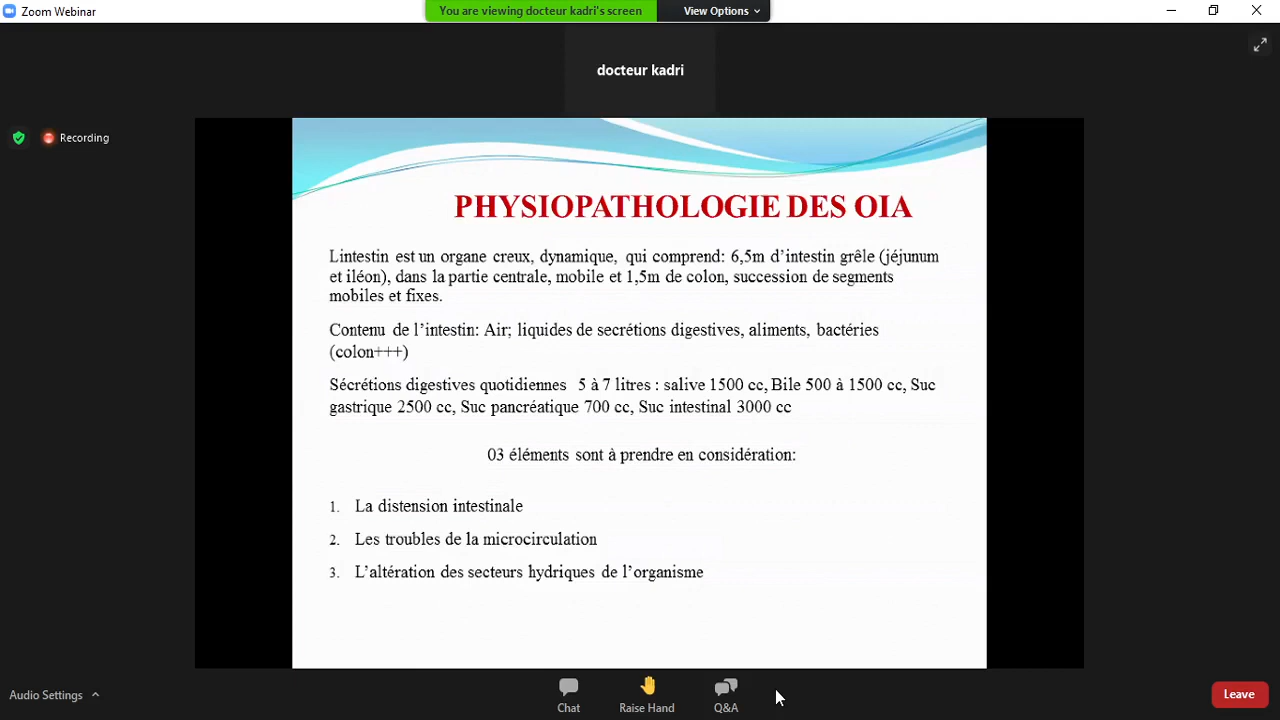 Zoom Webinar
You are viewing docteur kadri's screen
View Options
docteur kadri
Recording
PHYSIOPATHOLOGIE DES OIA
Lintestin est un organe creux, dynamique, qui comprend: 6,5m d'intestin grêle (jéjunum
et iléon), dans la partie centrale, mobile et 1,5m de colon, succession de segments
mobiles et fixes.
Contenu de l'intestin: Air; liquides de secrétions digestives, aliments, bactéries
(colon+++)
Sécrétions digestives quotidiennes 5 à 7 litres : salive 1500 cc, Bile 500 à 1500 cc, Suc
gastrique 2500 cc, Suc pancréatique 700 cc, Suc intestinal 3000 cc
03 éléments sont à prendre en considération:
1. La distension intestinale
2. Les troubles de la microcirculation
3. L'altération des secteurs hydriques de l'organisme
Audio Settings
Chat
Raise Hand
Q&A
Leave